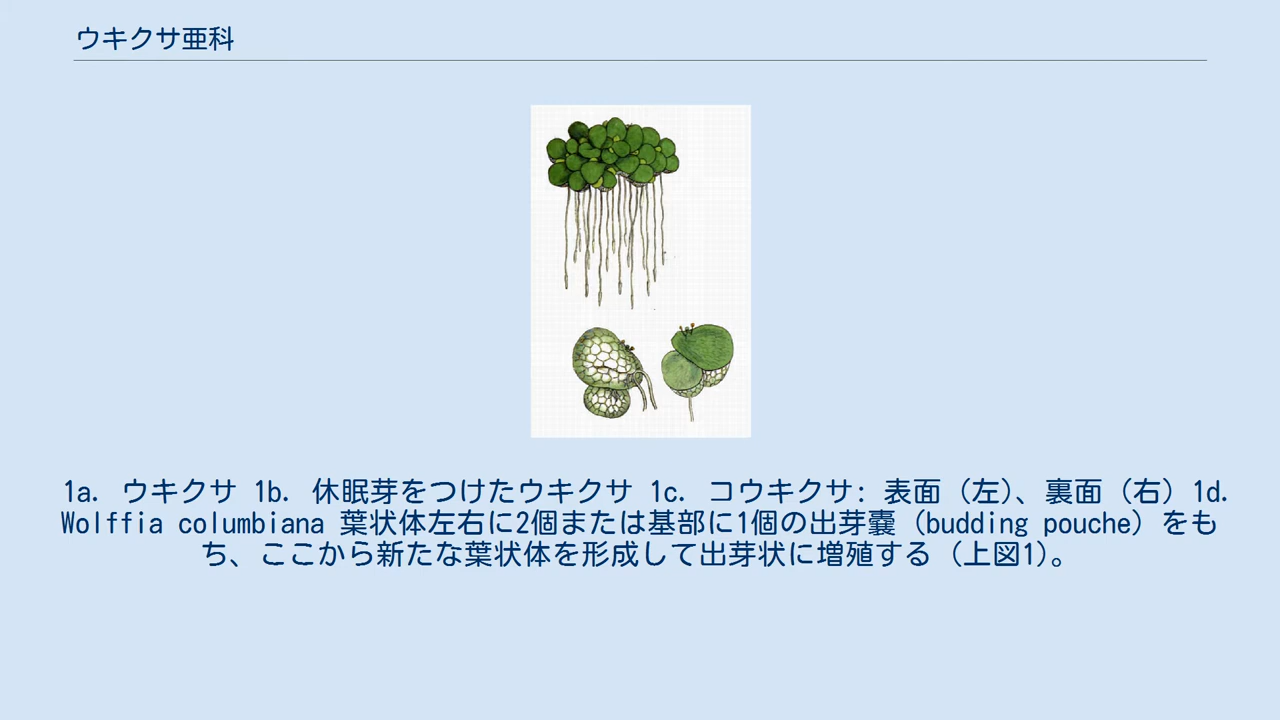 ウキクサ亜科
1a. ウキクサ 1b. 休眠芽をつけたウキクサ 1c. コウキクサ: 表面 (左)、裏面 (右) 1d.
Wolffia columbiana 葉状体左右に2個または基部に1個の出芽嚢 (budding pouche) をも
ち、ここから新たな葉状体を形成して出芽状に増殖する (上図1)。